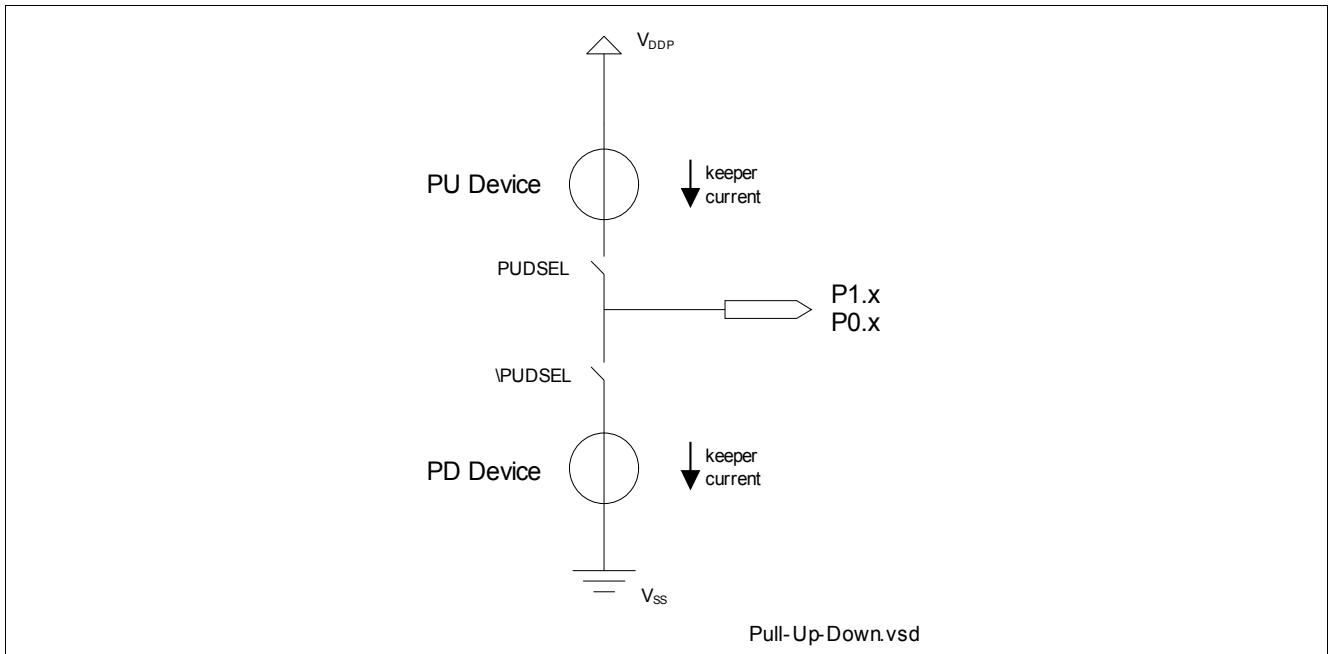 VDDP
PU Device
keeper
current
PUDSEL
P1.x
P0.x
\PUDSEL
PD Device
keeper
current
VSS
Pull-Up-Down.vsd